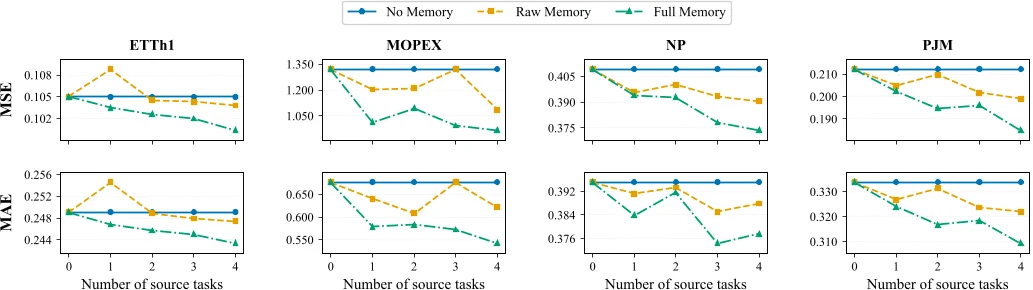 No Memory Raw Memory Full Memory
ETTh1 MOPEX NP PJM
MSE
0.108 0.105 0.102
1.350 1.200 1.050
0.405 0.390 0.375
0.210 0.200 0.190
MAE
0.256 0.252 0.248 0.244
0.650 0.600 0.550
0.392 0.384 0.376
0.330 0.320 0.310
0 1 2 3 4 0 1 2 3 4 0 1 2 3 4 0 1 2 3 4
Number of source tasks Number of source tasks Number of source tasks Number of source tasks